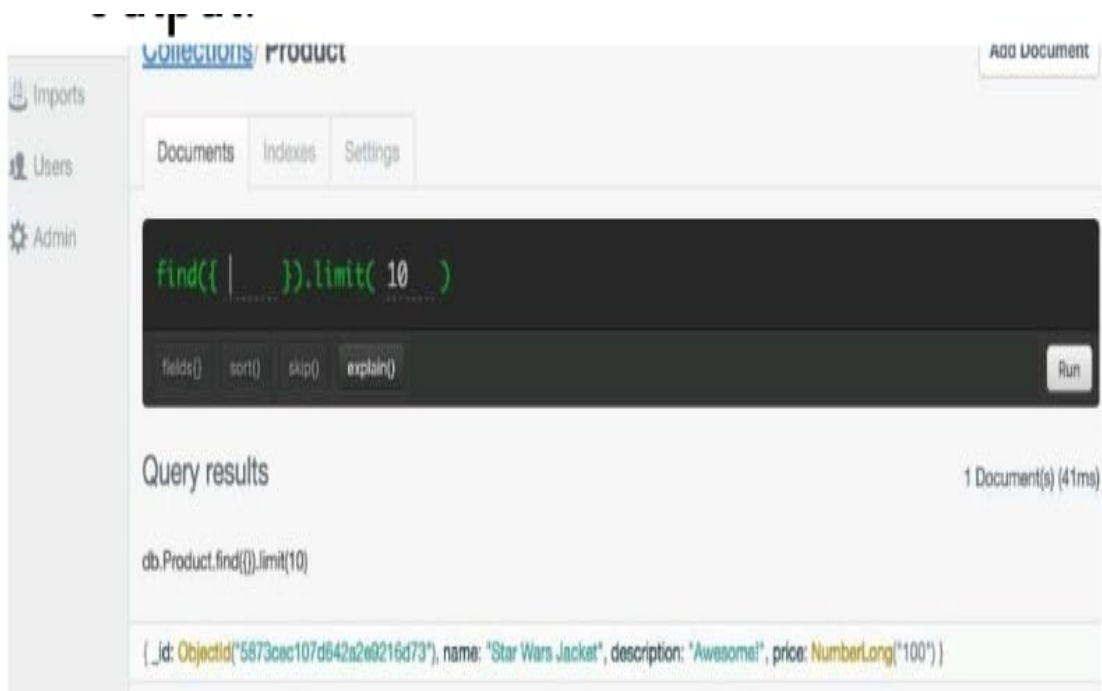 Output:
Collections/ Product
Add Document
Imports
Users
Admin
Documents Indexes Settings
find({ }).limit( 10 )
fields() sort() skip() explain()
Run
Query results
1 Document(s) (41ms)
db.Product.find({}).limit(10)
{ _id: ObjectId("5873cec107d642a2e9216d73"), name: "Star Wars Jacket", description: "Awesome!", price: NumberLong("100") }